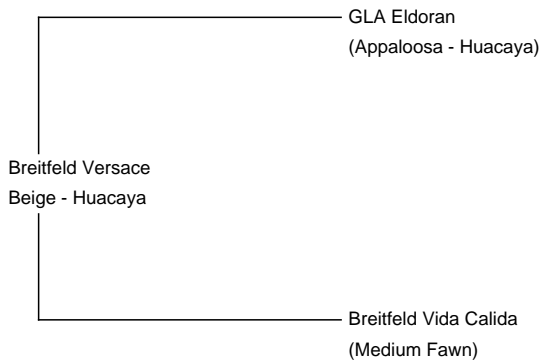 GLA Eldoran
(Appaloosa - Huacaya)
Breitfeld Versace
Beige - Huacaya
Breitfeld Vida Calida
(Medium Fawn)